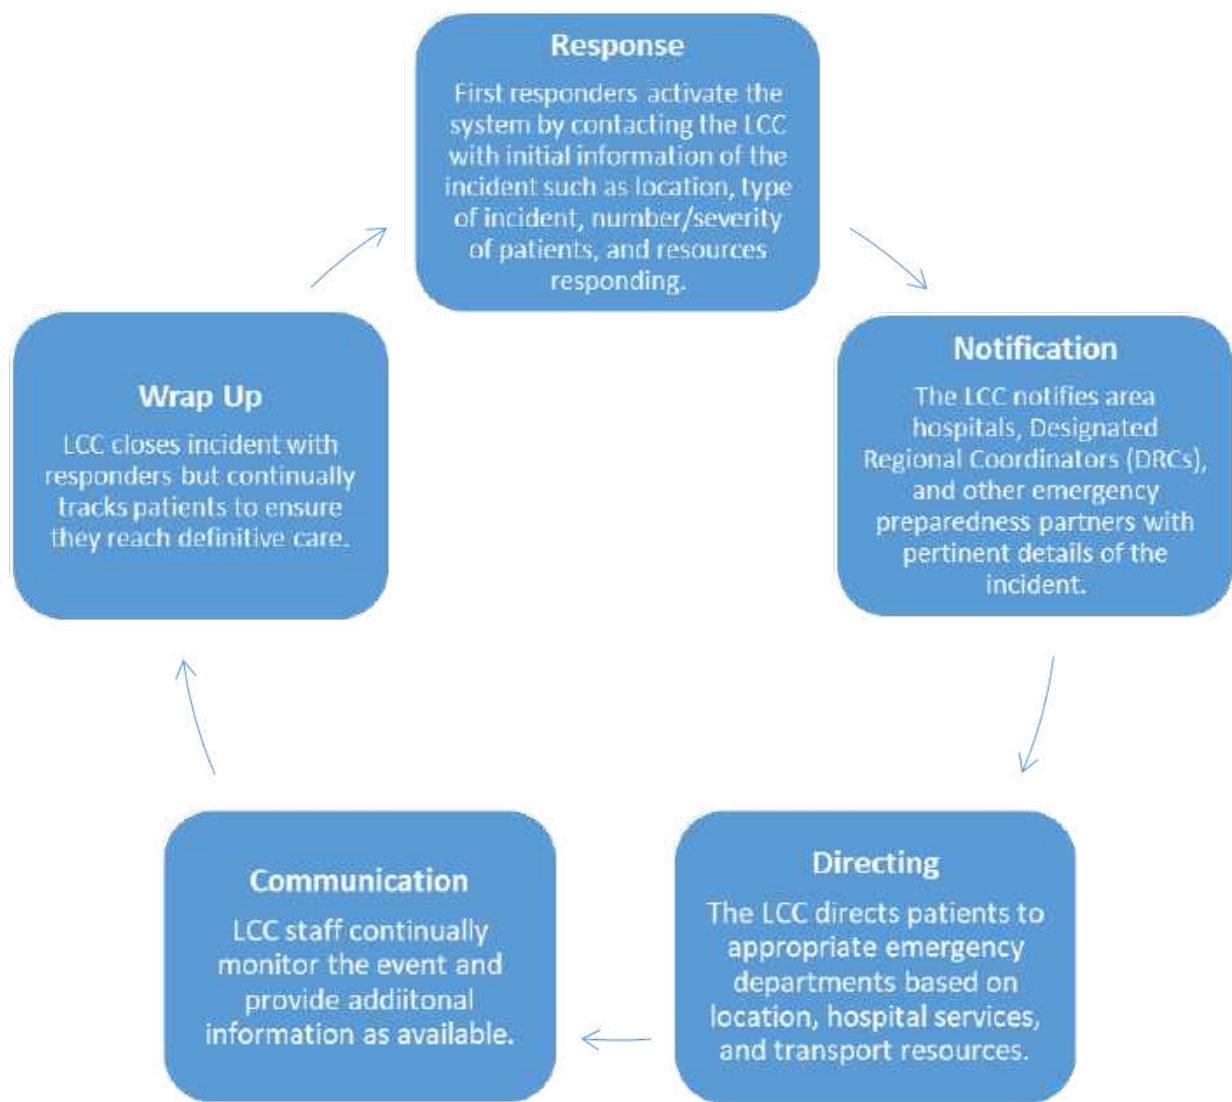 Response
First responders activate the
system by contacting the LCC
with initial information of the
incident such as location, type
of incident, number/severity
of patients, and resources
responding.
Notification
The LCC notifies area
hospitals, Designated
Regional Coordinators (DRCs),
and other emergency
preparedness partners with
pertinent details of the
incident.
Directing
The LCC directs patients to
appropriate emergency
departments based on
location, hospital services,
and transport resources.
Communication
LCC staff continually
monitor the event and
provide addiitonal
information as available.
Wrap Up
LCC closes incident with
responders but continually
tracks patients to ensure
they reach definitive care.